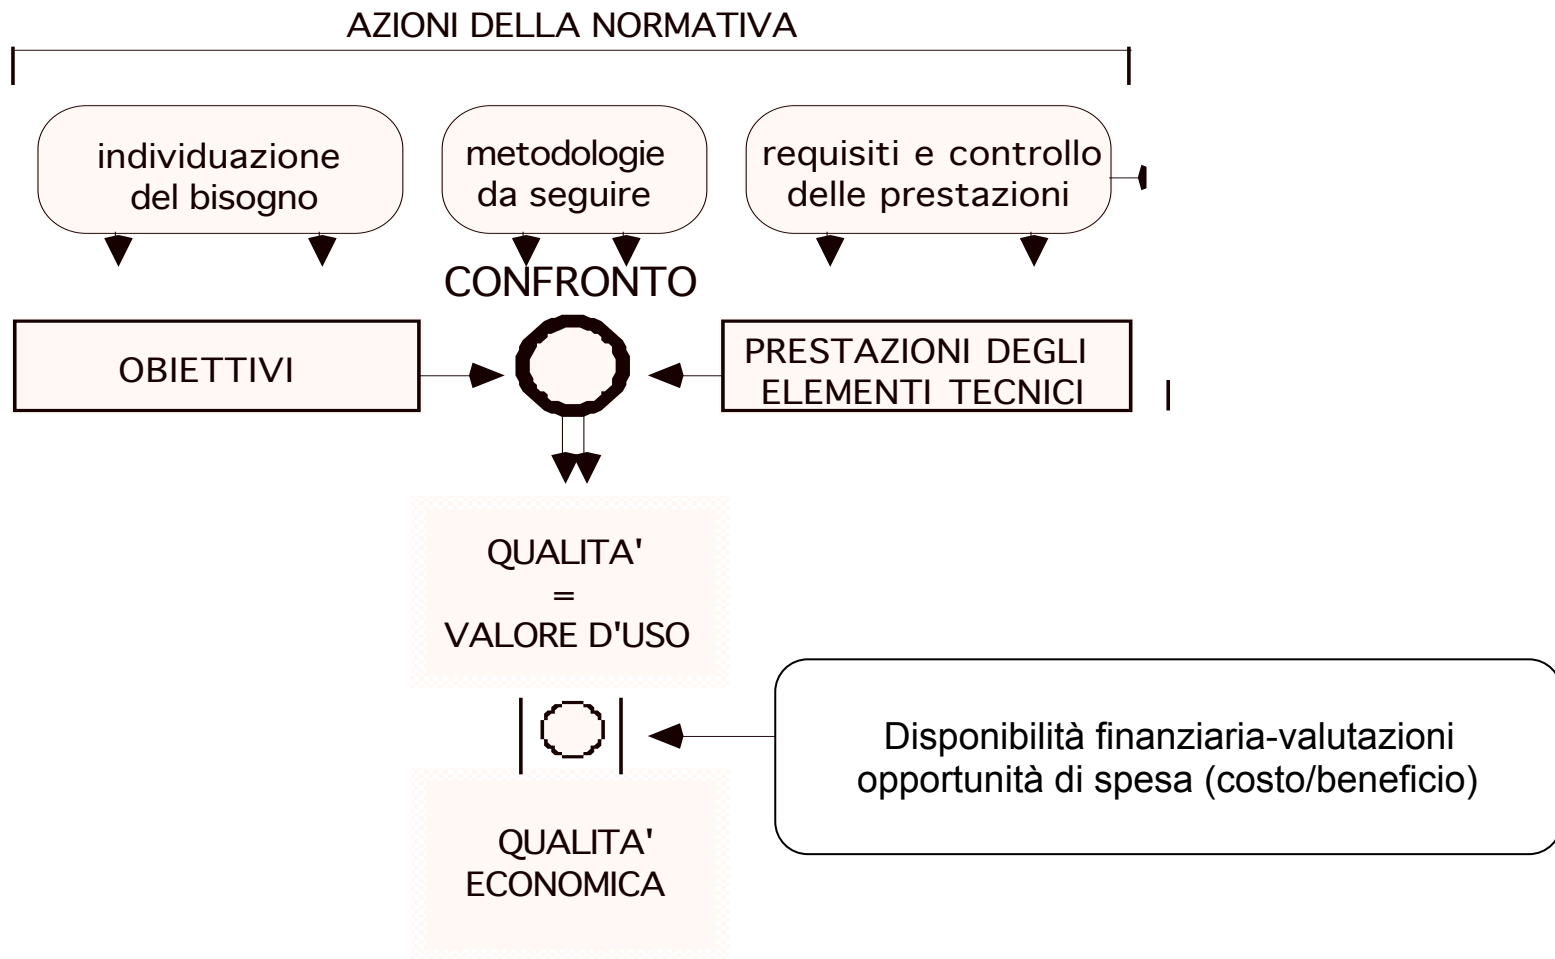 AZIONI DELLA NORMATIVA
individuazione
del bisogno
metodologie
da seguire
requisiti e controllo
delle prestazioni
CONFRONTO
OBIETTIVI
PRESTAZIONI DEGLI
ELEMENTI TECNICI
QUALITA'
=
VALORE D'USO
Disponibilità finanziaria-valutazioni
opportunità di spesa (costo/beneficio)
QUALITA'
ECONOMICA